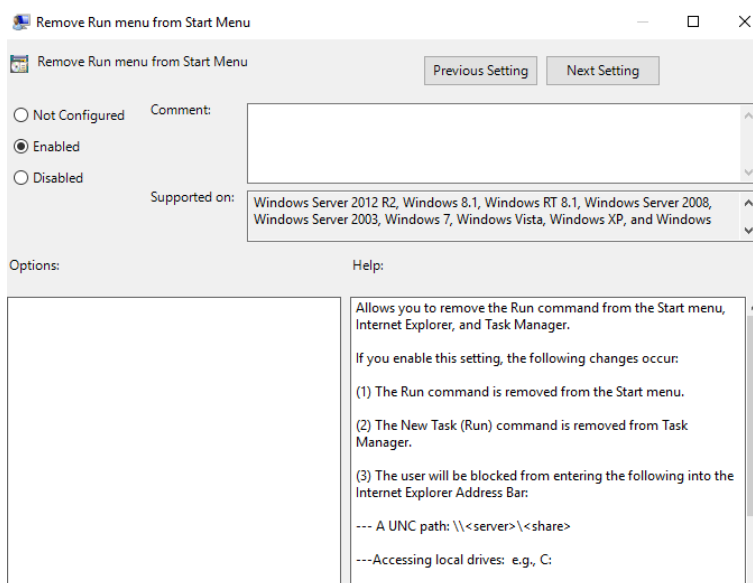 Remove Run menu from Start Menu
Remove Run menu from Start Menu
Previous Setting
Next Setting
Not Configured
Enabled
Disabled
Comment:
Supported on:
Windows Server 2012 R2, Windows 8.1, Windows RT 8.1, Windows Server 2008,
Windows Server 2003, Windows 7, Windows Vista, Windows XP, and Windows
Options:
Help:
Allows you to remove the Run command from the Start menu,
Internet Explorer, and Task Manager.
If you enable this setting, the following changes occur:
(1) The Run command is removed from the Start menu.
(2) The New Task (Run) command is removed from Task
Manager.
(3) The user will be blocked from entering the following into the
Internet Explorer Address Bar:
--- A UNC path: \\<server>\<share>
---Accessing local drives:  e.g., C: